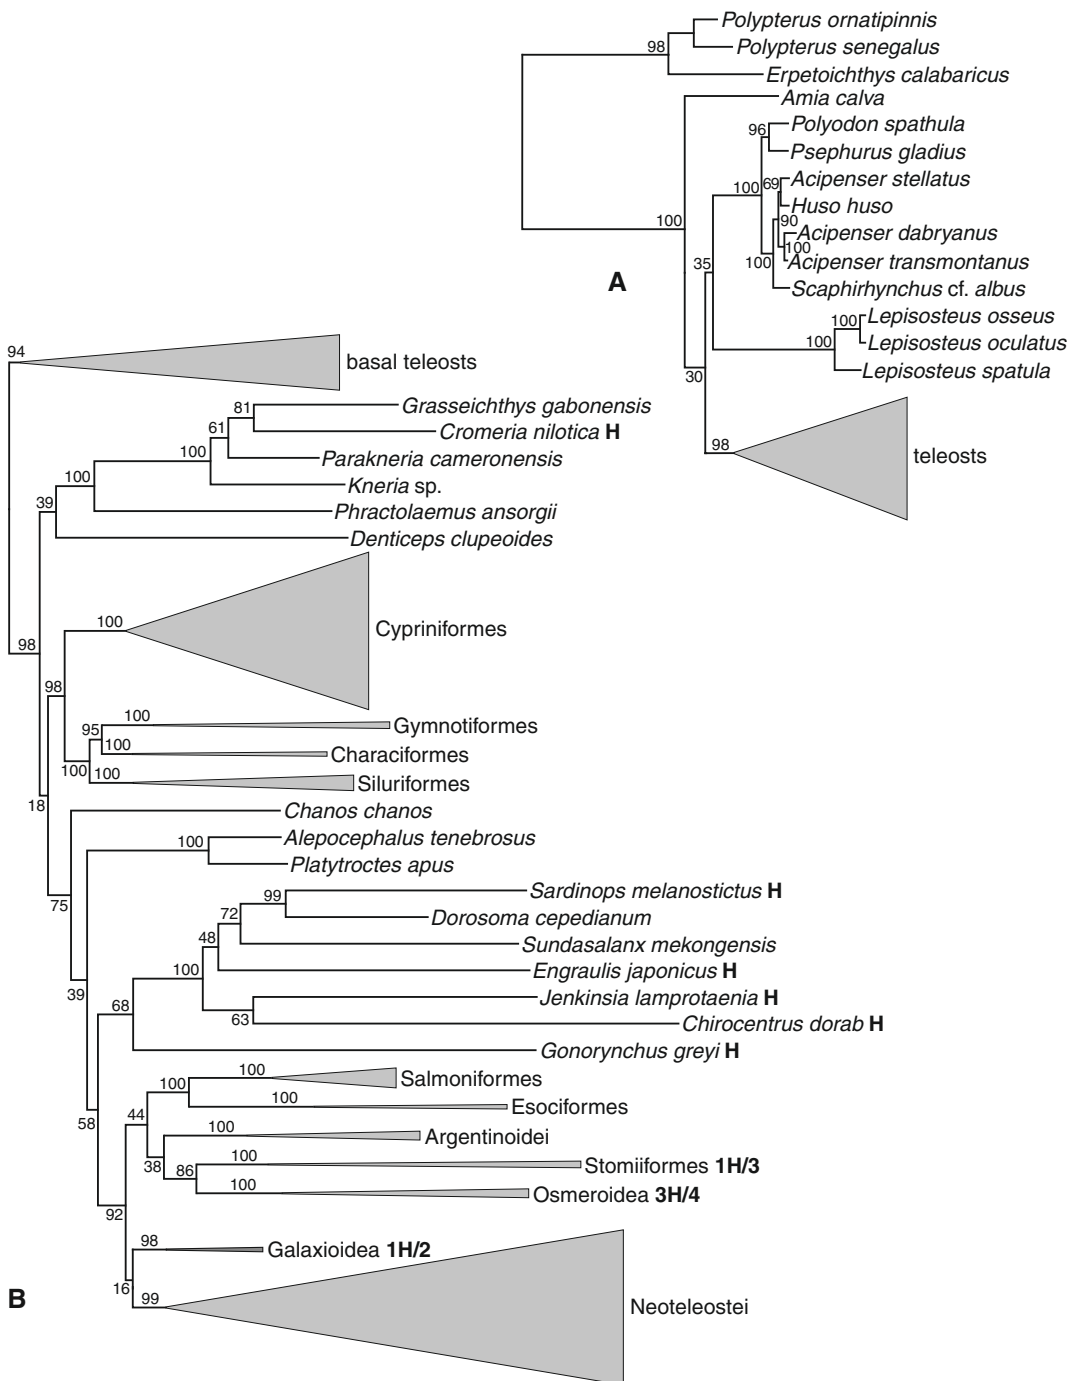 Polypterus ornatipinnis
98
Polypterus senegalus
Erpetoichthys calabaricus
Amia calva
96
Polyodon spathula
Psephurus gladius
100
69
Acipenser stellatus
Huso huso
90
Acipenser dabryanus
100
100
Acipenser transmontanus
Scaphirhynchus cf. albus
100
35
A
100
Lepisosteus osseus
100
Lepisosteus oculatus
Lepisosteus spatula
30
98
teleosts
94
basal teleosts
81
Grasseichthys gabonensis
61
Cromeria nilotica H
100
Parakneria cameronensis
100
Kneria sp.
39
Phractolaemus ansorgii
Denticeps clupeoides
100
Cypriniformes
98
98
100
Gymnotiformes
95
100
Characiformes
100
100
Siluriformes
18
Chanos chanos
100
Alepocephalus tenebrosus
Platytroctes apus
75
99
Sardinops melanostictus H
72
Dorosoma cepedianum
48
Sundasalanx mekongensis
100
Engraulis japonicus H
39
Jenkinsia lamprotaenia H
68
63
Chirocentrus dorab H
Gonorynchus greyi H
100
100
Salmoniformes
100
Esociformes
44
58
100
Argentinoidei
38
86
100
Stomiiformes 1H/3
100
Osmeroidea 3H/4
92
98
Galaxioidea 1H/2
16
99
B
Neoteleostei